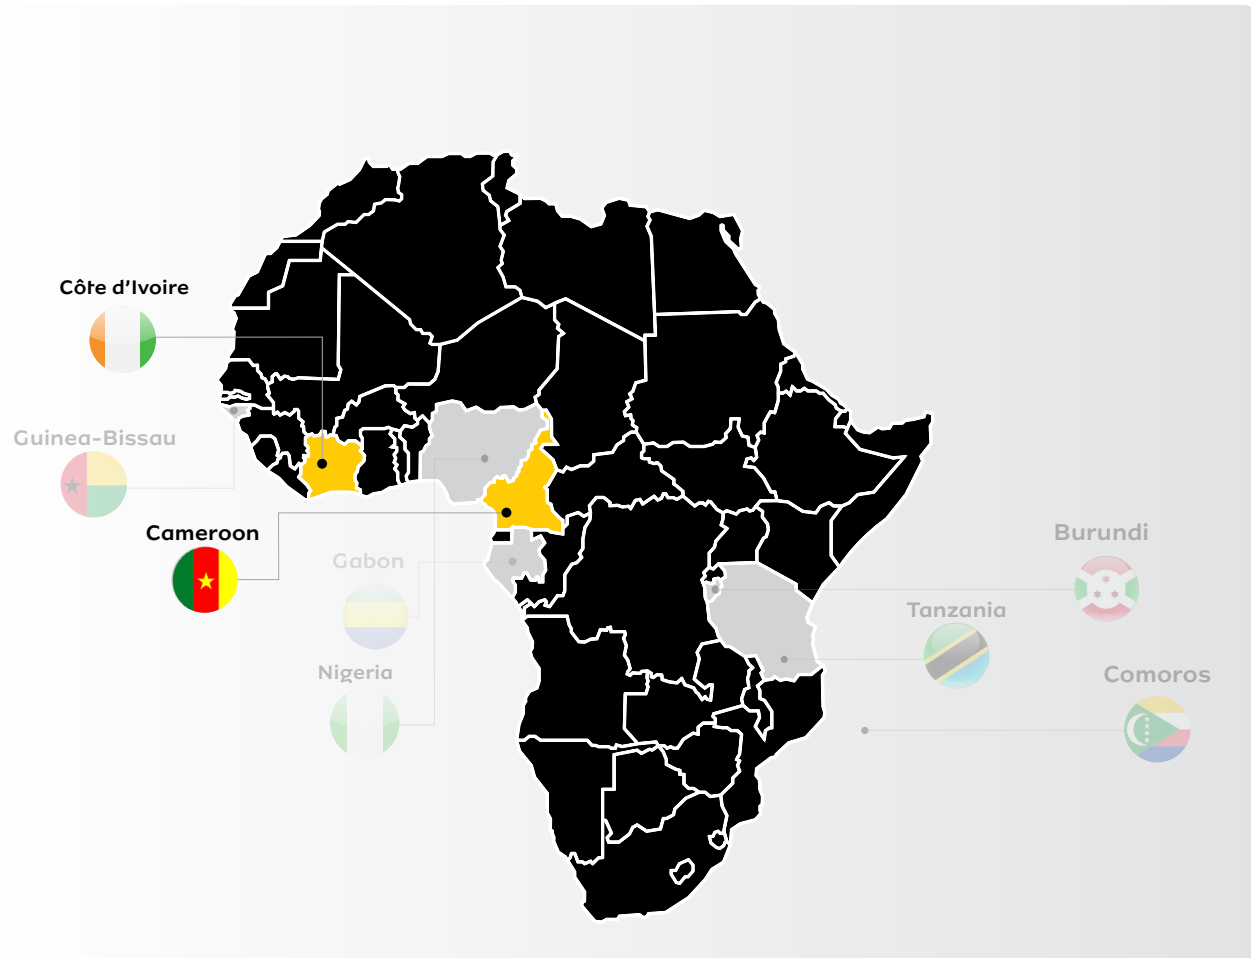 Côte d'Ivoire
Guinea-Bissau
Cameroon
Burundi
Gabon
Tanzania
Nigeria
Comoros